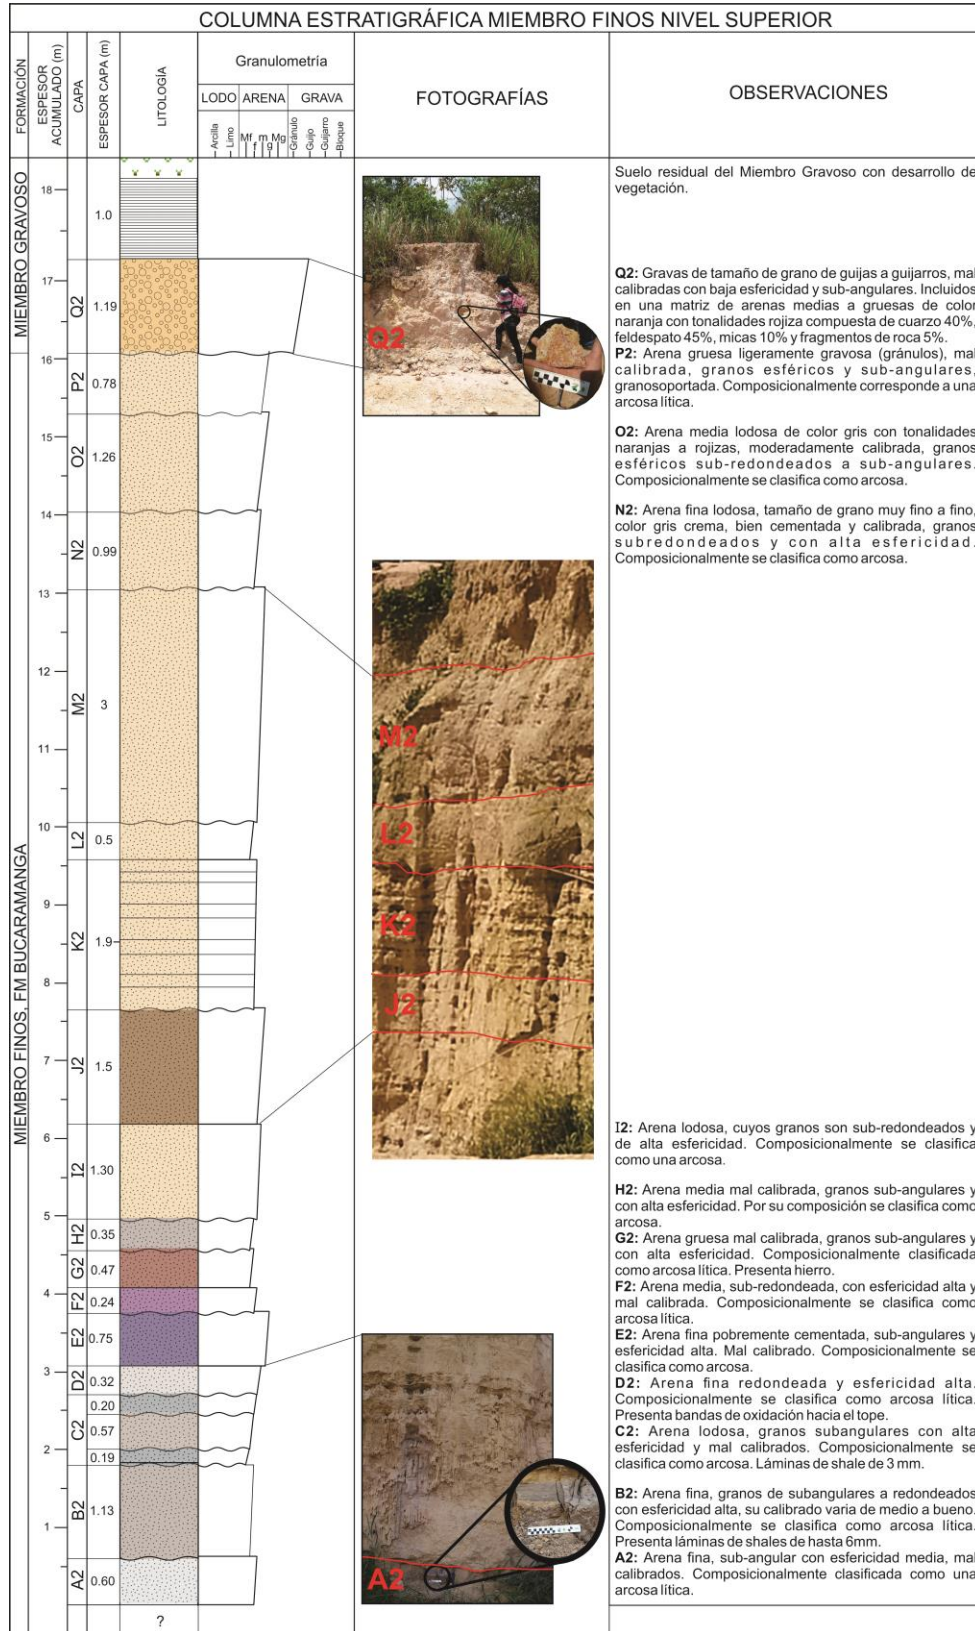 COLUMNA ESTRATIGRÁFICA MIEMBRO FINOS NIVEL SUPERIOR
FORMACIÓN
ESPESOR
ACUMULADO (m)
CAPA
ESPESOR CAPA (m)
LITOLOGÍA
Granulometría
LODO
ARENA
GRAVA
Arcilla
Limo
Mf
f
m
g
Mg
Gránulo
Guijo
Guijarro
Bloque
FOTOGRAFÍAS
OBSERVACIONES
MIEMBRO GRAVOSO
MIEMBRO FINOS, FM BUCARAMANGA
18
17
16
15
14
13
12
11
10
9
8
7
6
5
4
3
2
1
1.0
Q2
1.19
P2
0.78
O2
1.26
N2
0.99
M2
3
L2
0.5
K2
1.9
J2
1.5
I2
1.30
H2
0.35
G2
0.47
F2
0.24
E2
0.75
D2
0.32
0.20
C2
0.57
0.19
B2
1.13
A2
0.60
?
Q2
M2
L2
K2
J2
A2
Suelo residual del Miembro Gravoso con desarrollo de
vegetación.
Q2: Gravas de tamaño de grano de guijas a guijarros, mal
calibradas con baja esfericidad y sub-angulares. Incluidos
en una matriz de arenas medias a gruesas de color
naranja con tonalidades rojiza compuesta de cuarzo 40%,
feldespato 45%, micas 10% y fragmentos de roca 5%.
P2: Arena gruesa ligeramente gravosa (gránulos), mal
calibrada, granos esféricos y sub-angulares,
granosoportada. Composicionalmente corresponde a una
arcosa lítica.
O2: Arena media lodosa de color gris con tonalidades
naranjas a rojizas, moderadamente calibrada, granos
esféricos sub-redondeados a sub-angulares.
Composicionalmente se clasifica como arcosa.
N2: Arena fina lodosa, tamaño de grano muy fino a fino,
color gris crema, bien cementada y calibrada, granos
subredondeados y con alta esfericidad.
Composicionalmente se clasifica como arcosa.
I2: Arena lodosa, cuyos granos son sub-redondeados y
de alta esfericidad. Composicionalmente se clasifica
como una arcosa.
H2: Arena media mal calibrada, granos sub-angulares y
con alta esfericidad. Por su composición se clasifica como
arcosa.
G2: Arena gruesa mal calibrada, granos sub-angulares y
con alta esfericidad. Composicionalmente clasificada
como arcosa lítica. Presenta hierro.
F2: Arena media, sub-redondeada, con esfericidad alta y
mal calibrada. Composicionalmente se clasifica como
arcosa lítica.
E2: Arena fina pobremente cementada, sub-angulares y
esfericidad alta. Mal calibrado. Composicionalmente se
clasifica como arcosa.
D2: Arena fina redondeada y esfericidad alta.
Composicionalmente se clasifica como arcosa lítica.
Presenta bandas de oxidación hacia el tope.
C2: Arena lodosa, granos subangulares con alta
esfericidad y mal calibrados. Composicionalmente se
clasifica como arcosa. Láminas de shale de 3 mm.
B2: Arena fina, granos de subangulares a redondeados
con esfericidad alta, su calibrado varia de medio a bueno.
Composicionalmente se clasifica como arcosa lítica.
Presenta láminas de shales de hasta 6mm.
A2: Arena fina, sub-angular con esfericidad media, mal
calibrados. Composicionalmente clasificada como una
arcosa lítica.